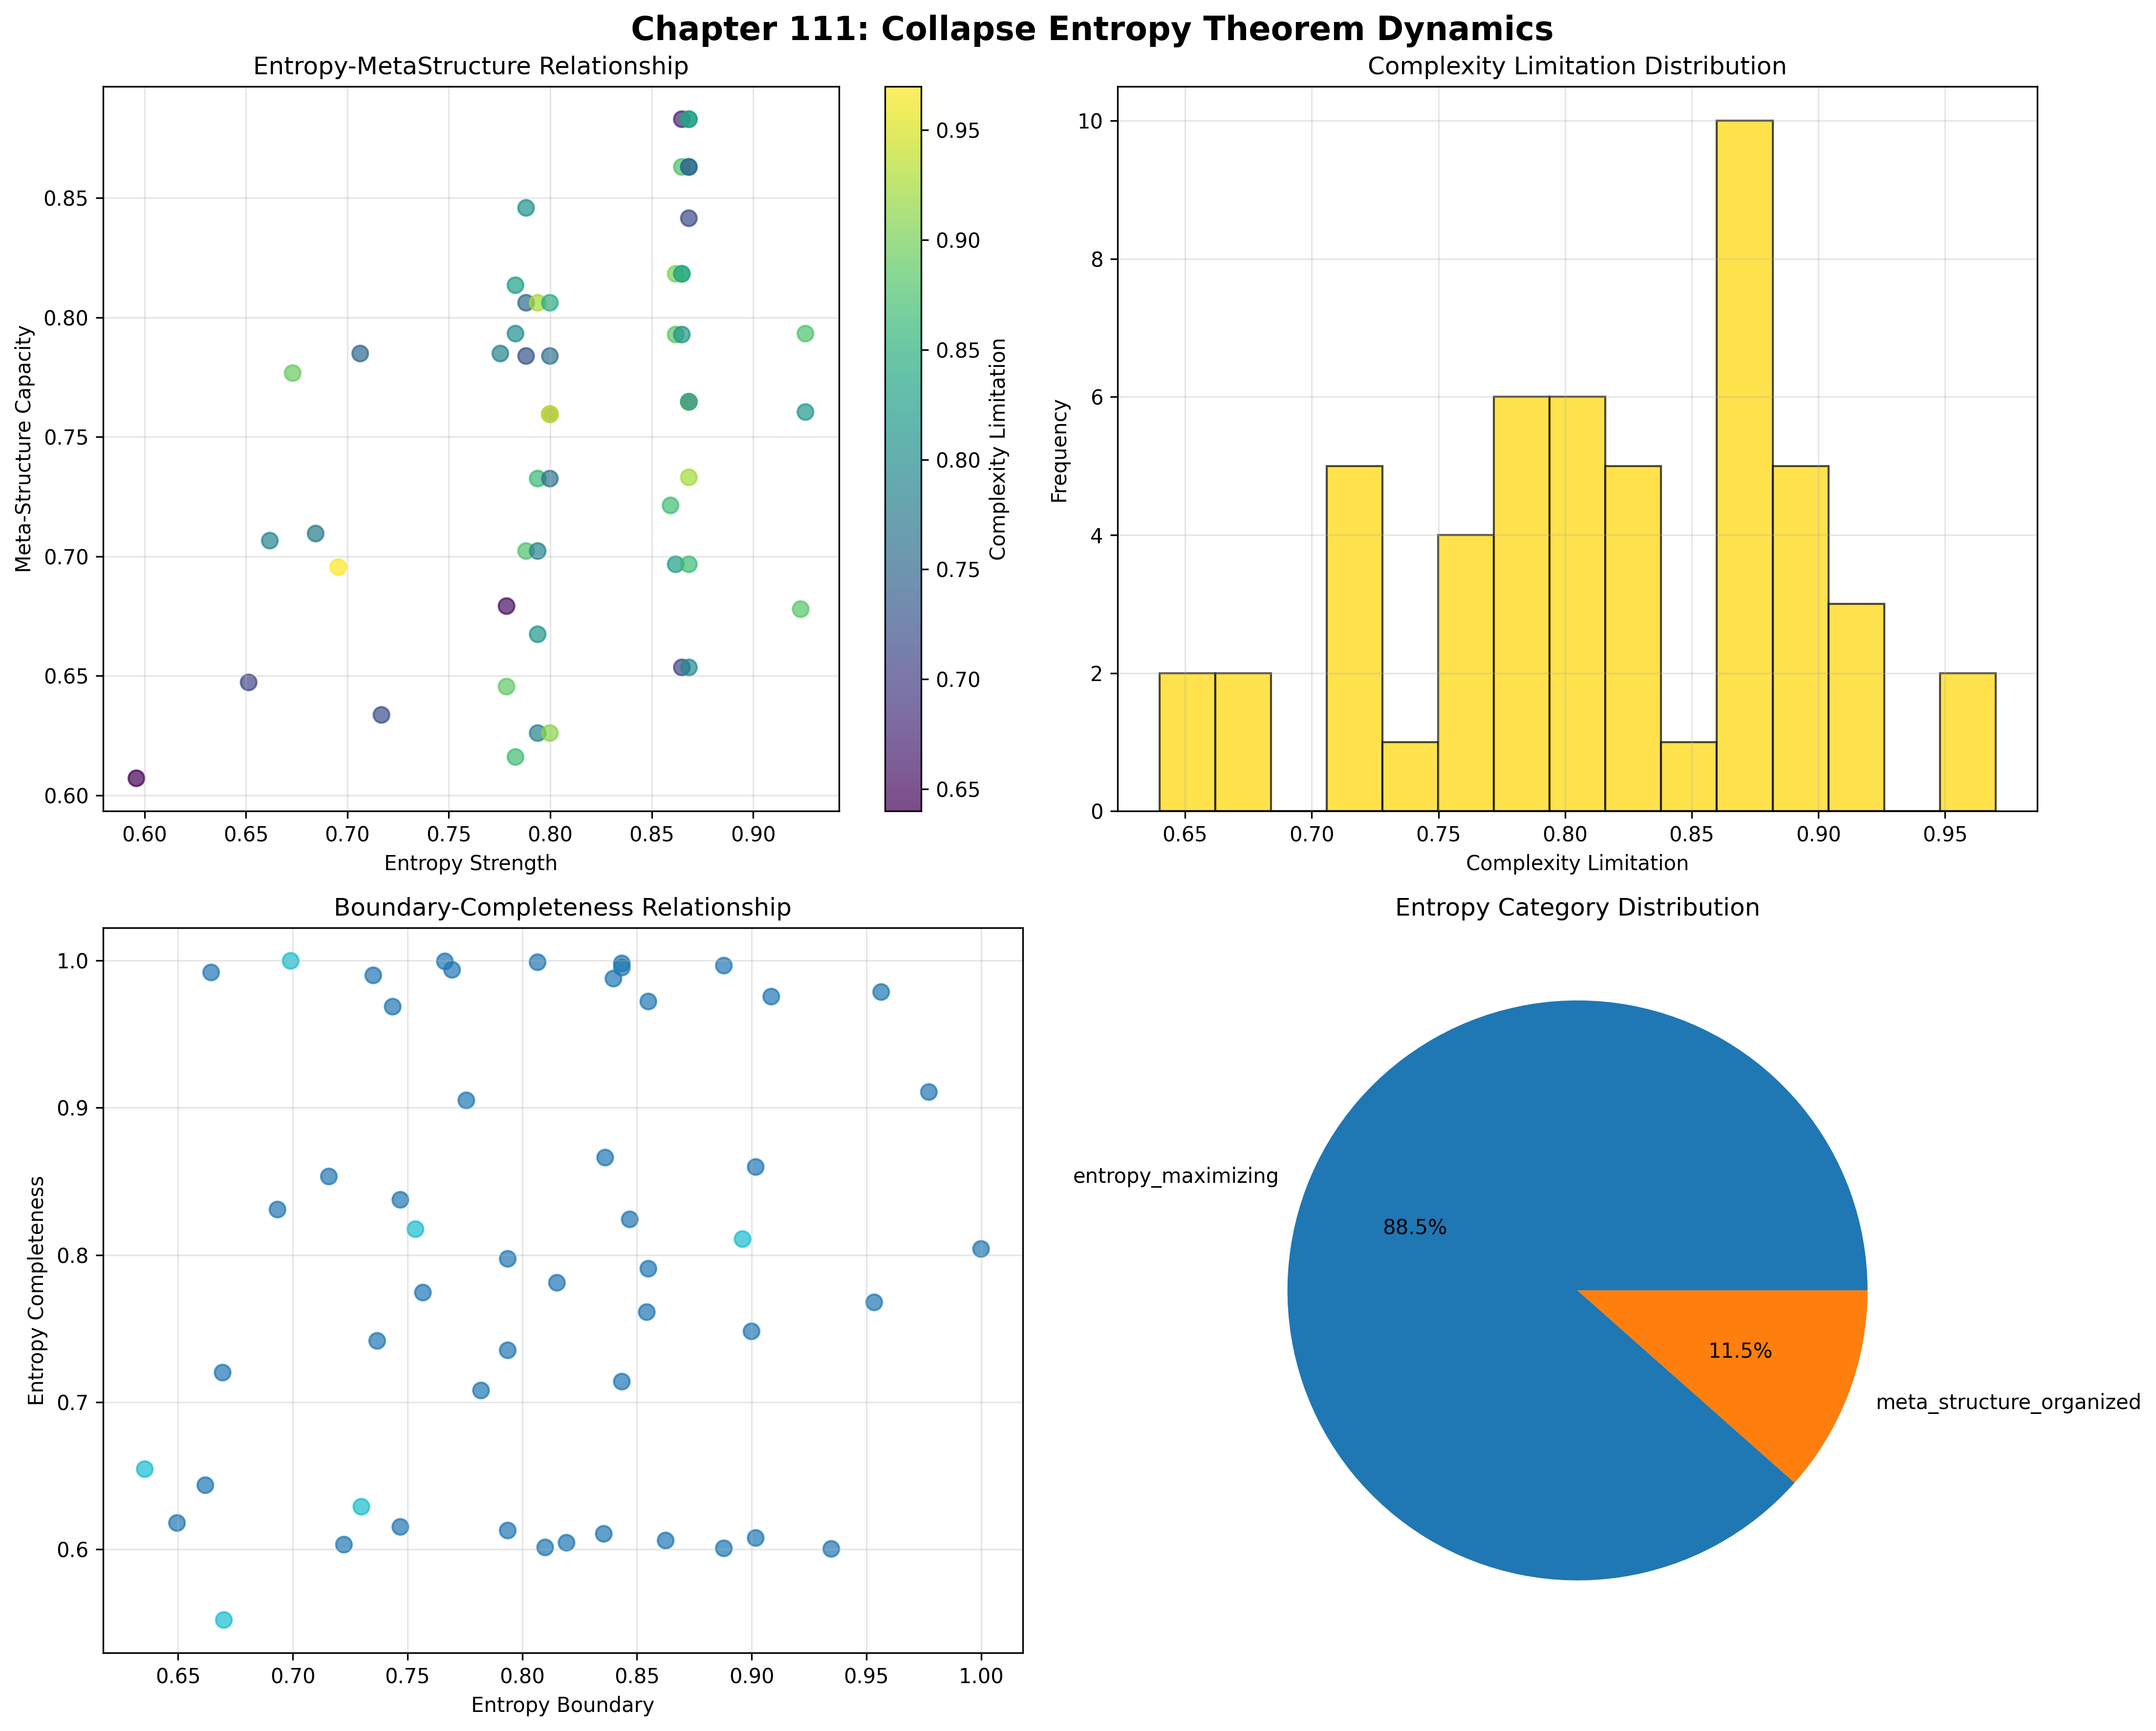 Chapter 111: Collapse Entropy Theorem Dynamics
Entropy-MetaStructure Relationship
Meta-Structure Capacity
0.85
0.80
0.75
0.70
0.65
0.60
0.60 0.65 0.70 0.75 0.80 0.85 0.90
Entropy Strength
0.95
0.90
0.85
0.80
0.75
0.70
0.65
Complexity Limitation
Complexity Limitation Distribution
Frequency
10
8
6
4
2
0
0.65 0.70 0.75 0.80 0.85 0.90 0.95
Complexity Limitation
Boundary-Completeness Relationship
Entropy Completeness
1.0
0.9
0.8
0.7
0.6
0.65 0.70 0.75 0.80 0.85 0.90 0.95 1.00
Entropy Boundary
Entropy Category Distribution
entropy_maximizing
88.5%
11.5%
meta_structure_organized